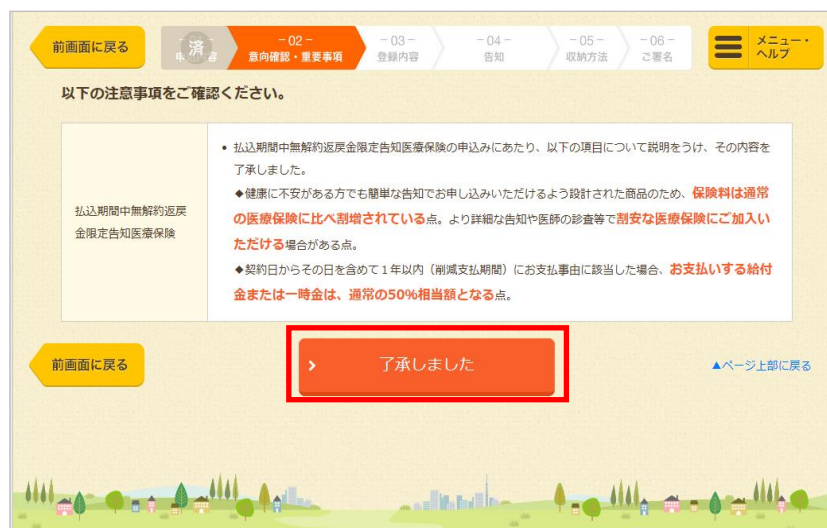 前画面に戻る
済
-02-
意向確認・重要事項
-03-
登録内容
-04-
告知
-05-
収納方法
-06-
ご署名
メニュー・
ヘルプ
以下の注意事項をご確認ください。
払込期間中無解約返戻
金限定告知医療保険
• 払込期間中無解約返戻金限定告知医療保険の申込みにあたり、以下の項目について説明をうけ、その内容を
了承しました。
◆健康に不安がある方でも簡単な告知でお申し込みいただけるよう設計された商品のため、保険料は通常
の医療保険に比べ割増されている点。より詳細な告知や医師の診査等で割安な医療保険にご加入い
ただける場合がある点。
◆契約日からその日を含めて1年以内（削減支払期間）にお支払事由に該当した場合、お支払いする給付
金または一時金は、通常の50%相当額となる点。
前画面に戻る
了承しました
▲ページ上部に戻る